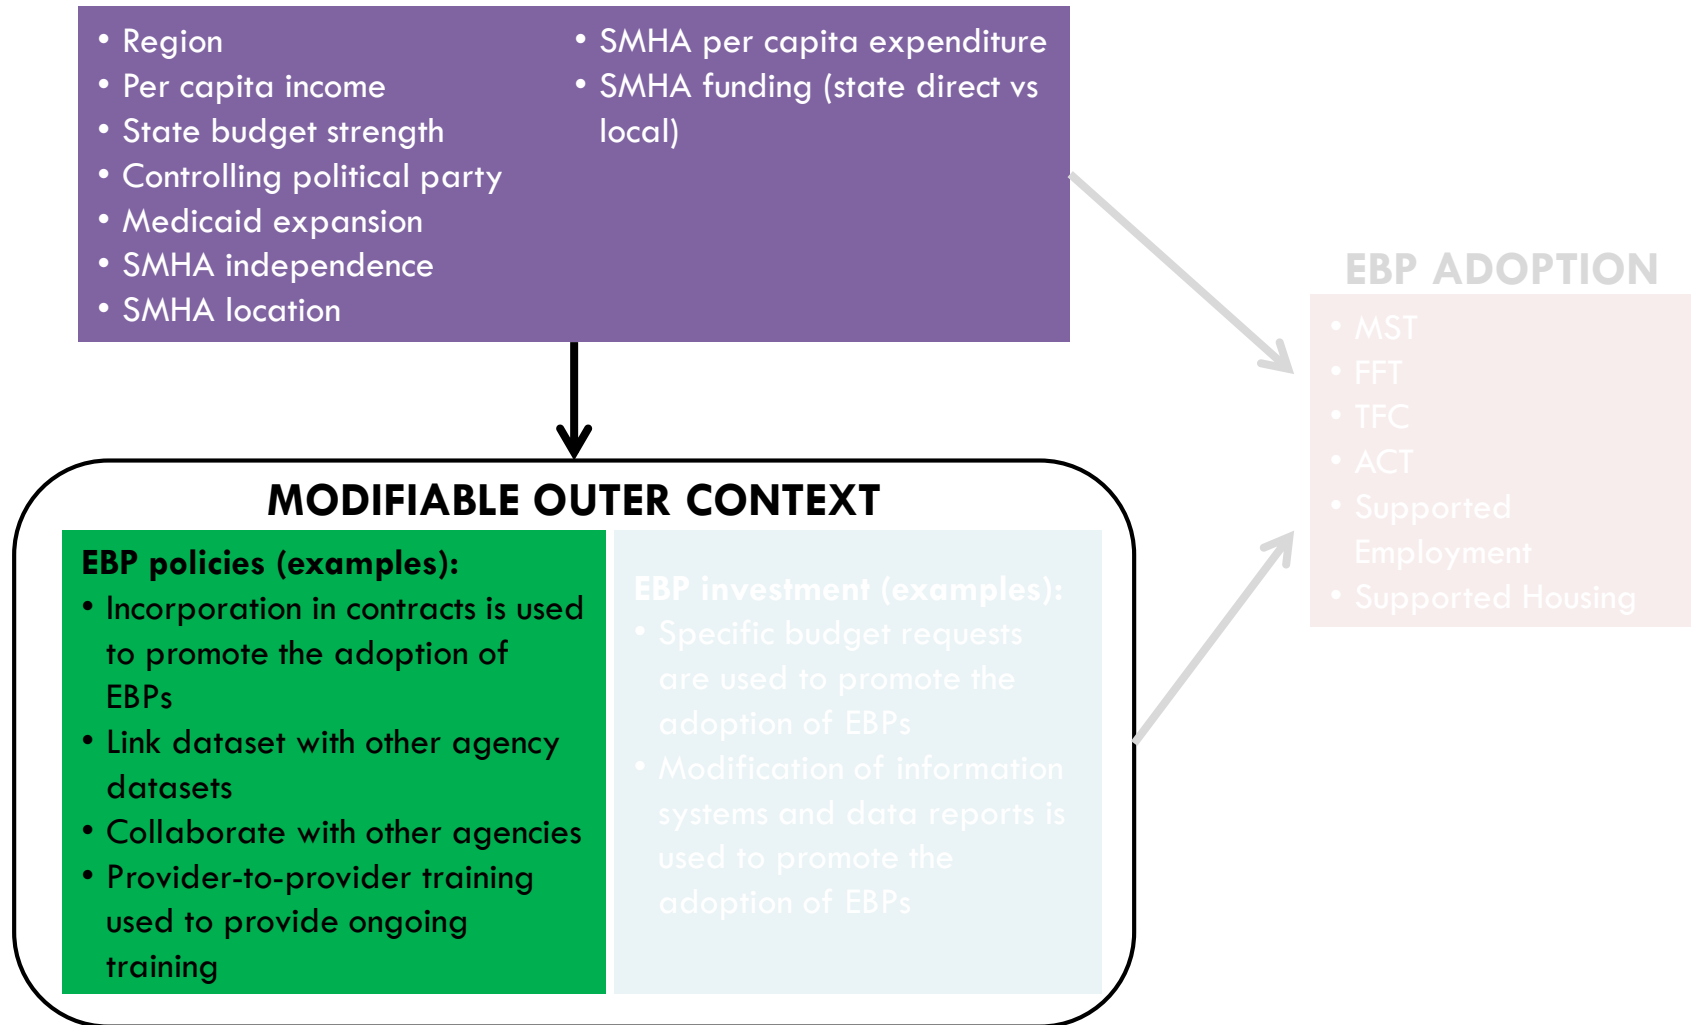 • Region
• Per capita income
• State budget strength
• Controlling political party
• Medicaid expansion
• SMHA independence
• SMHA location
• SMHA per capita expenditure
• SMHA funding (state direct vs
local)
MODIFIABLE OUTER CONTEXT
EBP policies (examples):
• Incorporation in contracts is used
to promote the adoption of
EBPs
• Link dataset with other agency
datasets
• Collaborate with other agencies
• Provider-to-provider training
used to provide ongoing
training
EBP investment (examples):
• Specific budget requests
are used to promote the
adoption of EBPs
• Modification of information
systems and data reports is
used to promote the
adoption of EBPs
EBP ADOPTION
• MST
• FFT
• TFC
• ACT
• Supported
Employment
• Supported Housing